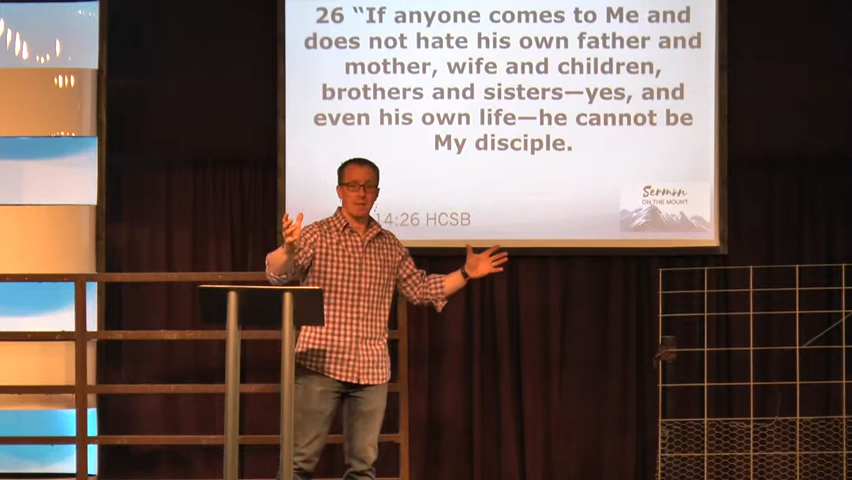 26 “If anyone comes to Me and
does not hate his own father and
mother, wife and children,
brothers and sisters—yes, and
even his own life—he cannot be
My disciple.
14:26 HCSB
Sermon
ON THE MOUNT